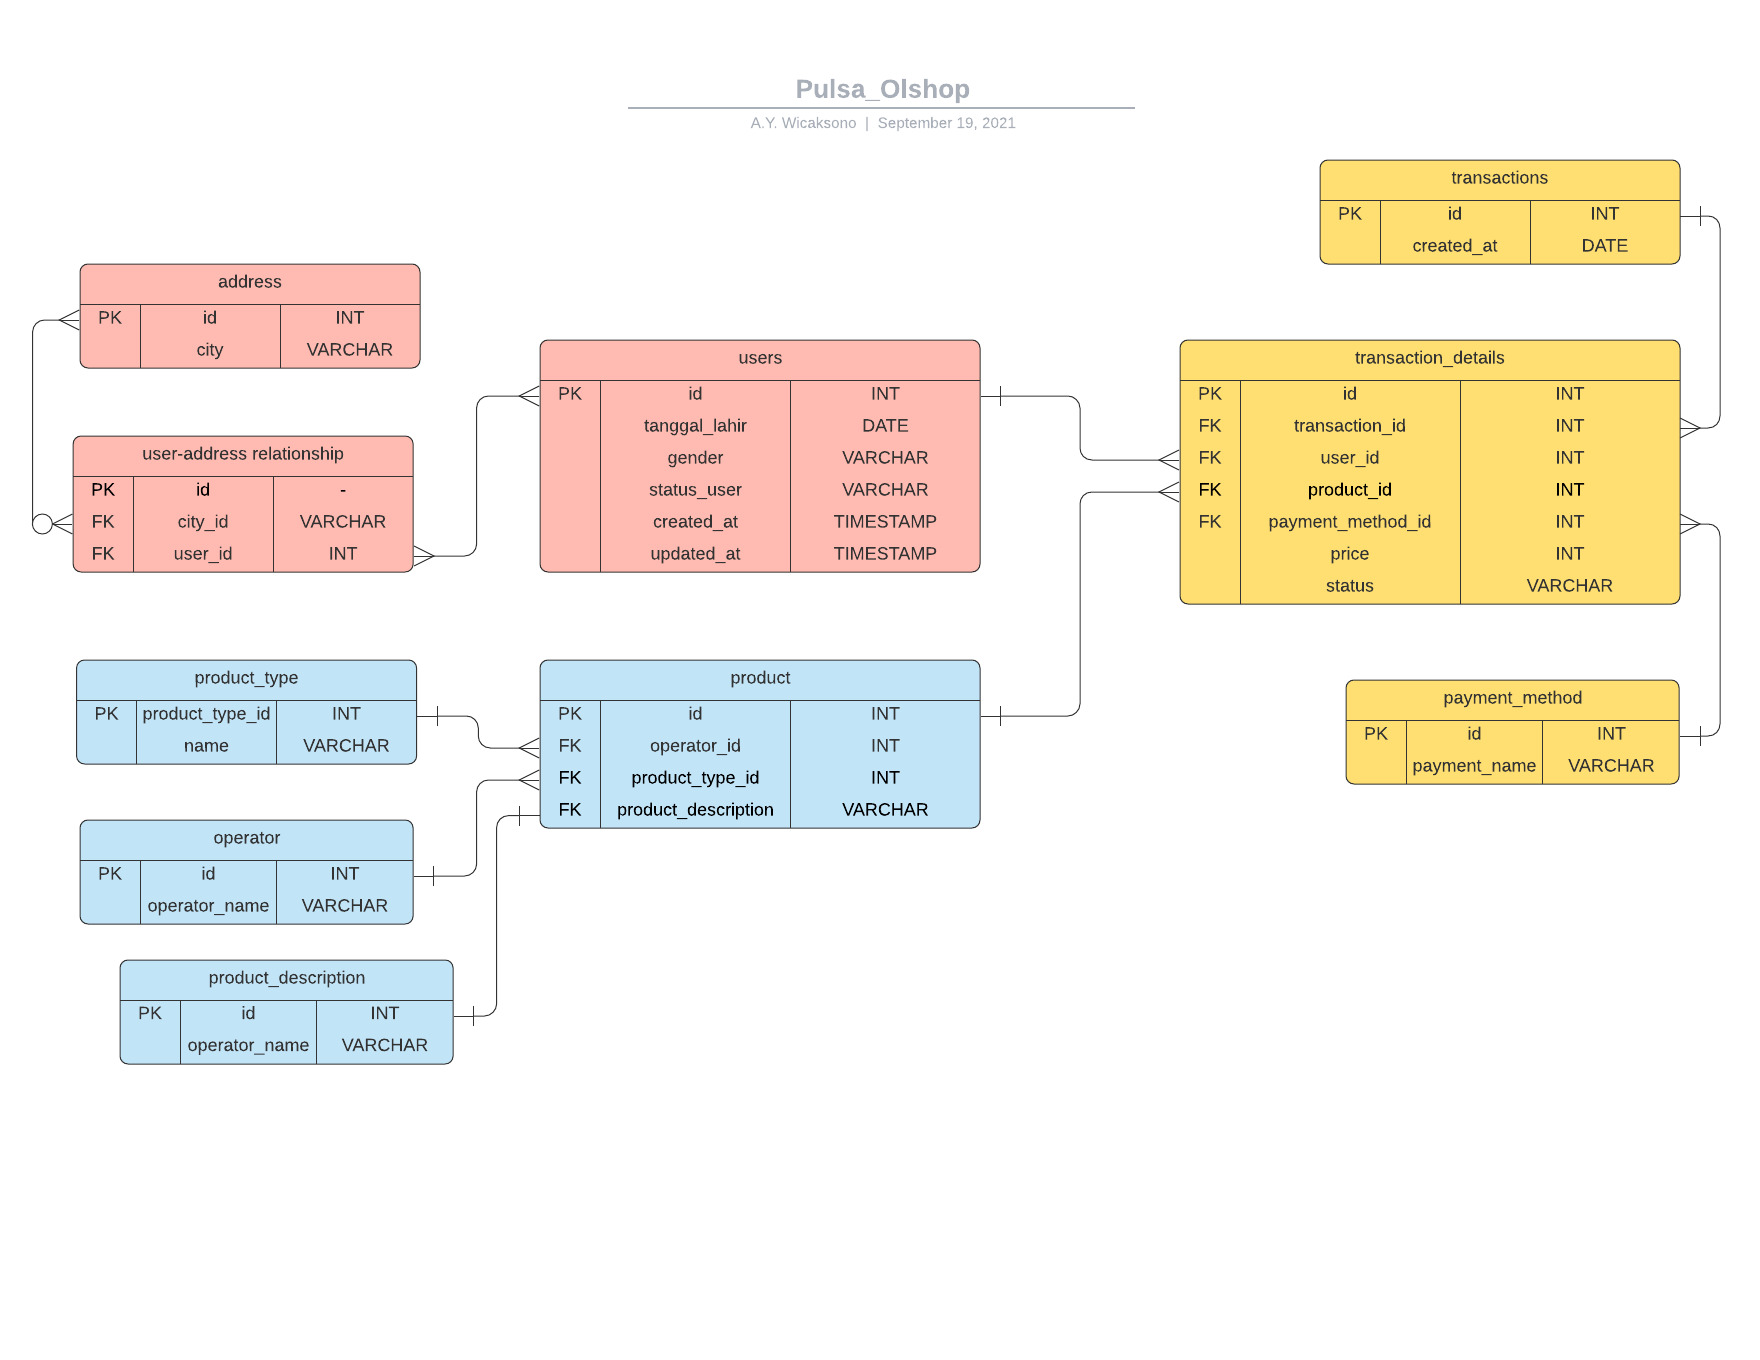 Pulsa_Olshop
A.Y. Wicaksono | September 19, 2021
transactions
PK id INT
created_at DATE
address
PK id INT
city VARCHAR
user-address relationship
PK id -
FK city_id VARCHAR
FK user_id INT
users
PK id INT
tanggal_lahir DATE
gender VARCHAR
status_user VARCHAR
created_at TIMESTAMP
updated_at TIMESTAMP
transaction_details
PK id INT
FK transaction_id INT
FK user_id INT
FK product_id INT
FK payment_method_id INT
price INT
status VARCHAR
product_type
PK product_type_id INT
name VARCHAR
product
PK id INT
FK operator_id INT
FK product_type_id INT
FK product_description VARCHAR
payment_method
PK id INT
payment_name VARCHAR
operator
PK id INT
operator_name VARCHAR
product_description
PK id INT
operator_name VARCHAR